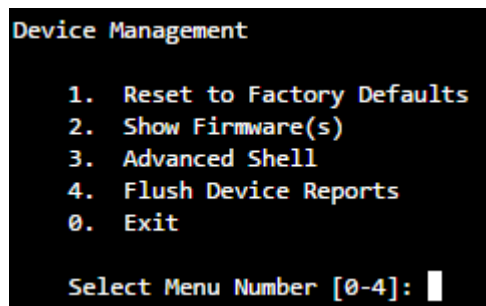 Device Management
1. Reset to Factory Defaults
2. Show Firmware(s)
3. Advanced Shell
4. Flush Device Reports
0. Exit
Select Menu Number [0-4]: